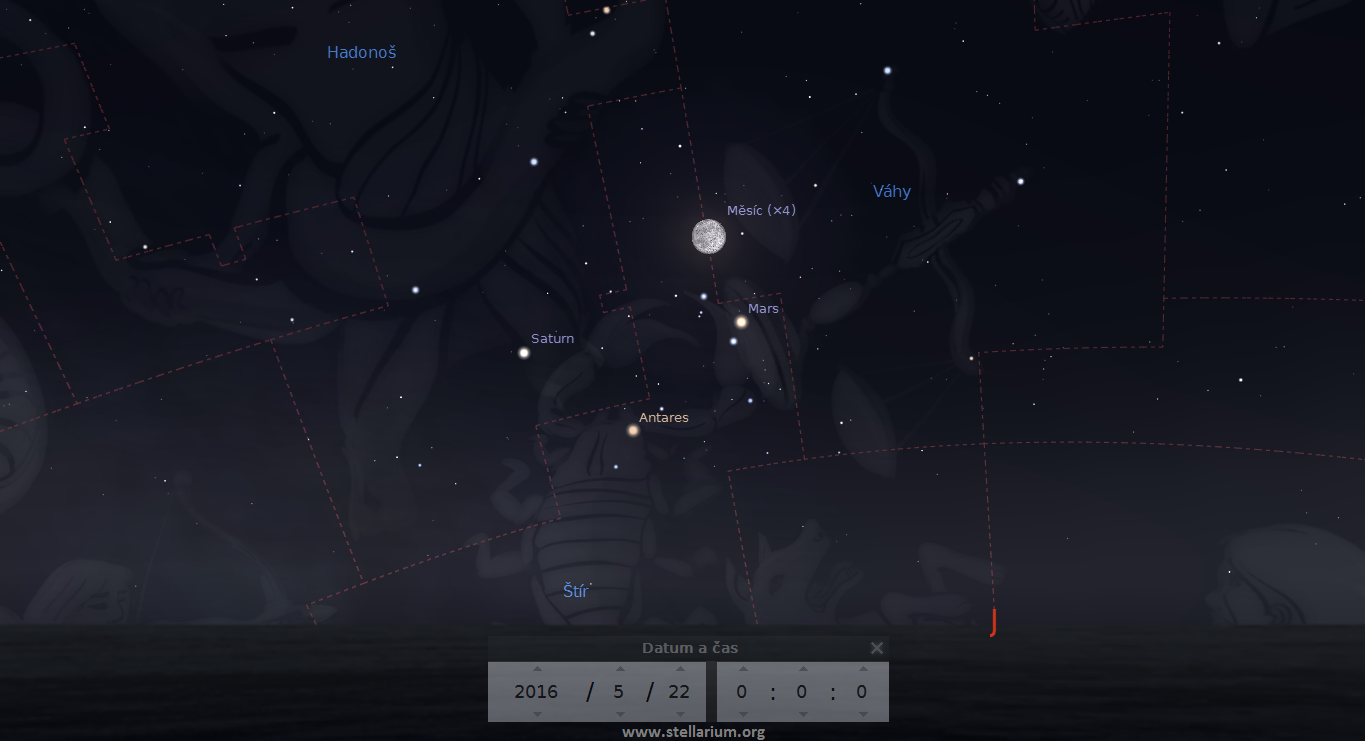 Hadonoš
Váhy
Měsíc (×4)
Mars
Saturn
Antares
Štír
J
Datum a čas
2016 / 5 / 22 0 : 0 : 0
www.stellarium.org